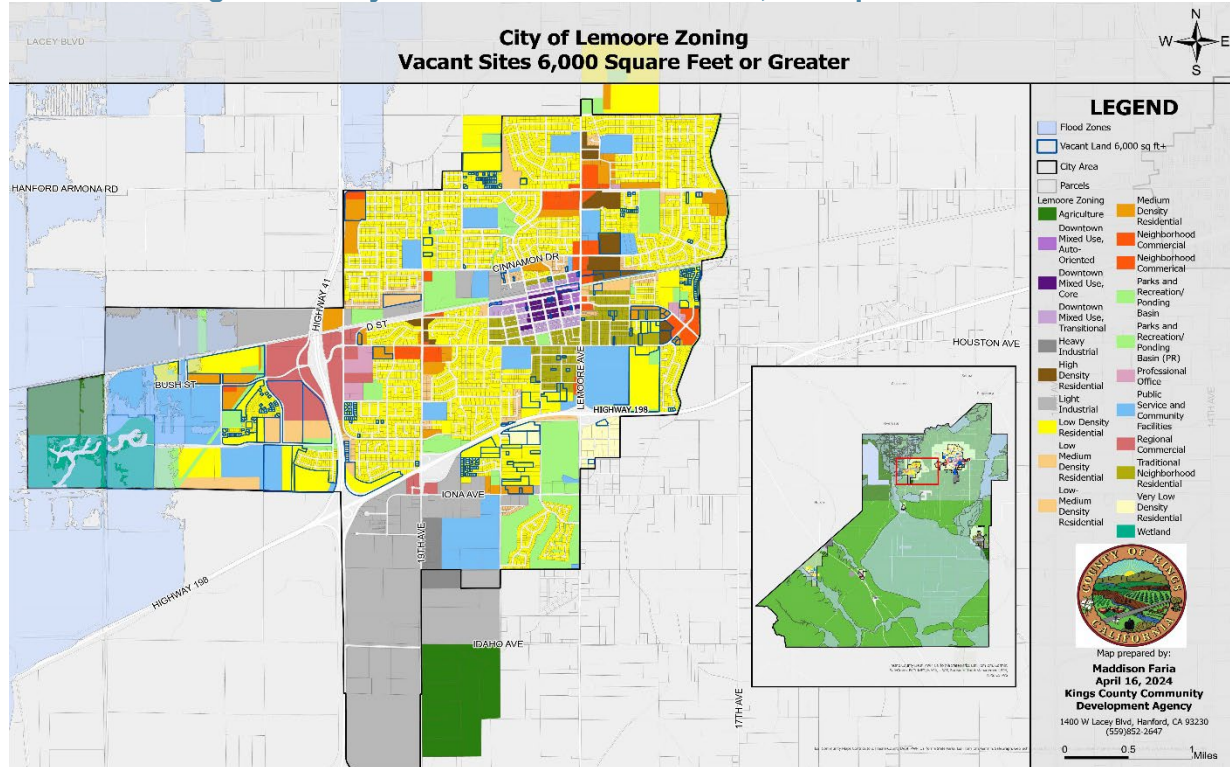 City of Lemoore Zoning
Vacant Sites 6,000 Square Feet or Greater
N
W
E
S
LACEY BLVD
HANFORD ARMONA RD
HIGHWAY 41
CINNAMON DR
D ST
BUSH ST
LEMOORE AVE
HOUSTON AVE
HIGHWAY 198
IONA AVE
19TH AVE
HIGHWAY 198
IDAHO AVE
17TH AVE
LEGEND
Flood Zones
Vacant Land 6,000 sq ft+
City Area
Parcels
Lemoore Zoning
Agriculture
Downtown
Mixed Use,
Auto-
Oriented
Downtown
Mixed Use,
Core
Downtown
Mixed Use,
Transitional
Heavy
Industrial
High
Density
Residential
Light
Industrial
Low Density
Residential
Low
Medium
Density
Residential
Low-
Medium
Density
Residential
Medium
Density
Residential
Neighborhood
Commercial
Neighborhood
Commerical
Parks and
Recreation/
Ponding
Basin
Parks and
Recreation/
Ponding
Basin (PR)
Professional
Office
Public
Service and
Community
Facilities
Regional
Commercial
Traditional
Neighborhood
Residential
Very Low
Density
Residential
Wetland
COUNTY OF KINGS
CALIFORNIA
Map prepared by:
Maddison Faria
April 16, 2024
Kings County Community
Development Agency
1400 W Lacey Blvd, Hanford, CA 93230
(559)852-2647
0 0.5 1
Miles